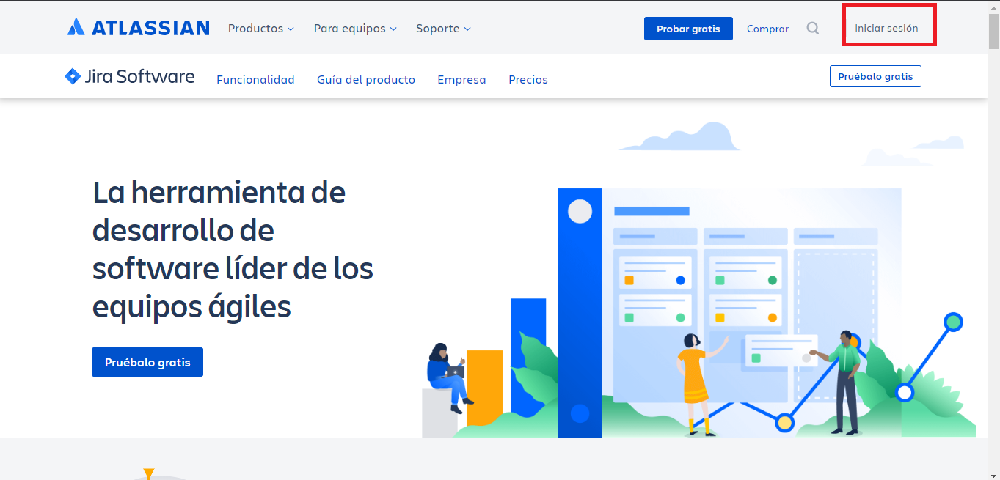 ATLASSIAN Productos Para equipos Soporte Probar gratis Comprar Iniciar sesión
Jira Software Funcionalidad Guía del producto Empresa Precios Pruébalo gratis
La herramienta de
desarrollo de
software líder de los
equipos ágiles
Pruébalo gratis